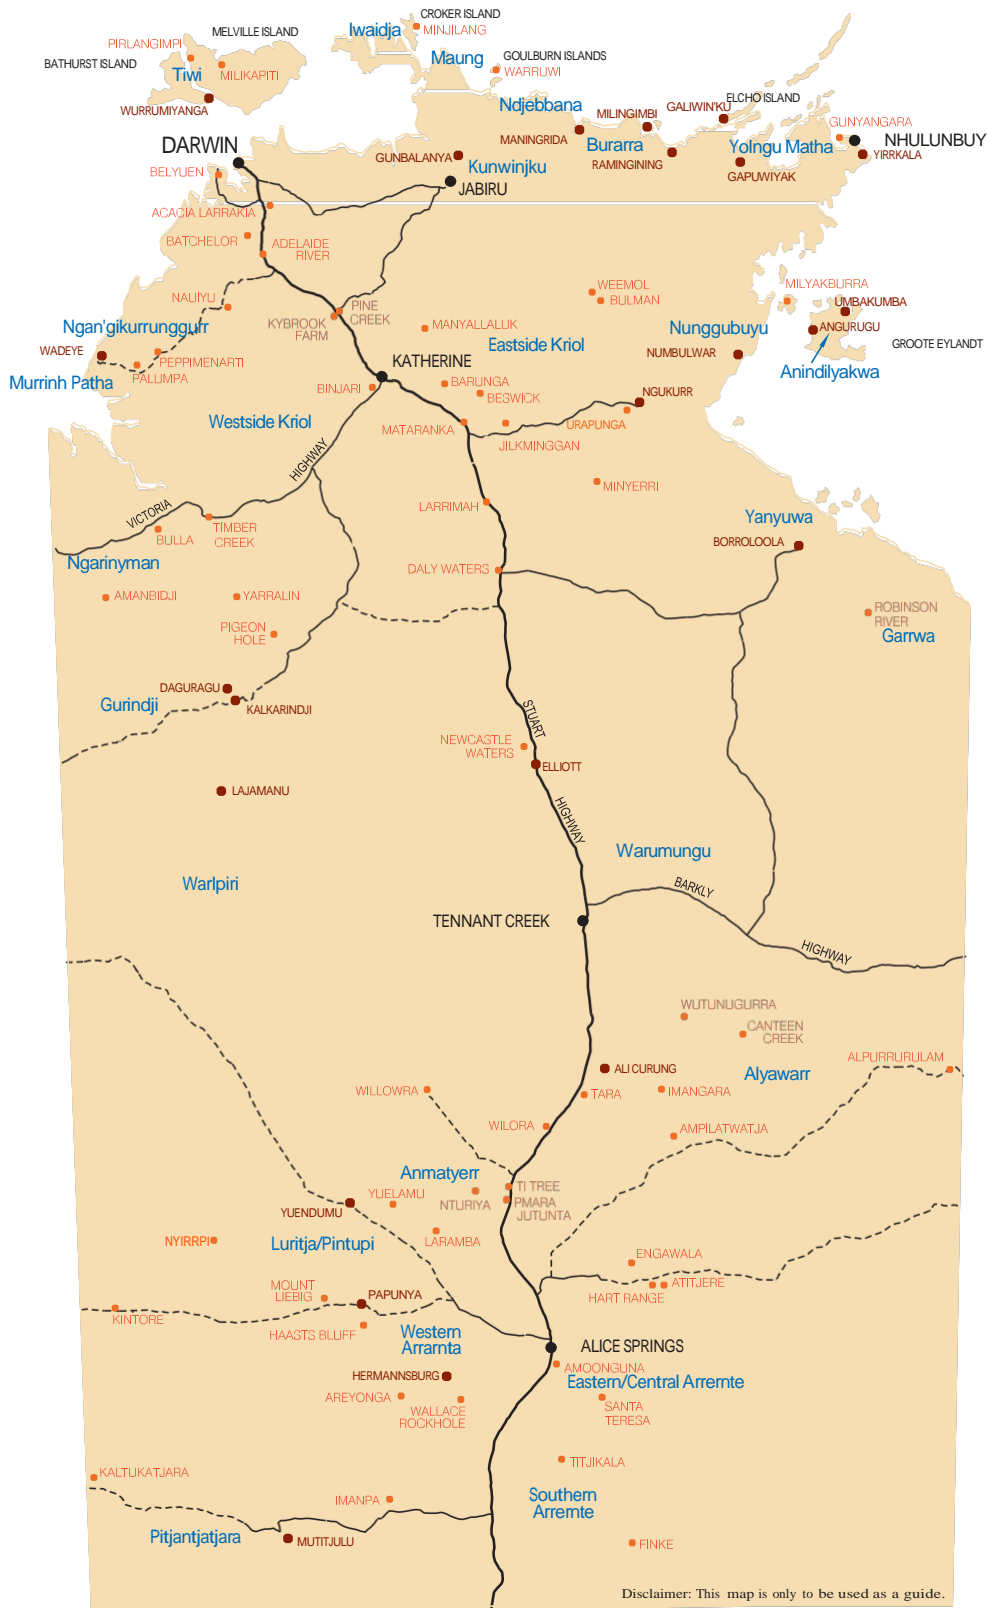 CROKER ISLAND
Iwaidja
MINJILANG
MELVILLE ISLAND
PIRLANGIMPI
BATHURST ISLAND
Tiwi
MILIKAPITI
WURRUMIYANGA
Maung
GOULBURN ISLANDS
WARRUWI
Ndjebbana
MILINGIMBI
GALIWIN'KU
ELCHO ISLAND
MANINGRIDA
Burarra
RAMINGINING
Yolngu Matha
GAPUWIYAK
GUNYANGARA
NHULUNBUY
YIRRKALA
DARWIN
BELYUEN
GUNBALANYA
Kunwinjku
JABIRU
ACACIA LARRAKIA
BATCHELOR
ADELAIDE
RIVER
NAUIYU
Ngan'gikurrunggurr
WADEYE
PEPPIMENARTI
PALUMPA
Murrinh Patha
PINE
CREEK
KYBROOK
FARM
MANYALLALUK
WEEMOL
BULMAN
Eastside Kriol
Nunggubuyu
NUMBULWAR
MILYAKBURRA
UMBAKUMBA
ANGURUGU
GROOTE EYLANDT
Anindilyakwa
KATHERINE
BINJARI
BARUNGA
BESWICK
NGUKURR
URAPUNGA
Westside Kriol
MATARANKA
JILKMINGGAN
HIGHWAY
VICTORIA
MINYERRI
LARRIMAH
TIMBER
CREEK
BULLA
Ngarinyman
Yanyuwa
BORROLOOLA
DALY WATERS
AMANBIDJI
YARRALIN
PIGEON
HOLE
ROBINSON
RIVER
Garrwa
DAGURAGU
Gurindji
KALKARINDJI
STUART
NEWCASTLE
WATERS
ELLIOTT
LAJAMANU
HIGHWAY
Warumungu
Warlpiri
BARKLY
TENNANT CREEK
HIGHWAY
WUTUNUGURRA
CANTEEN
CREEK
ALPURRURULAM
ALI CURUNG
Alyawarr
WILLOWRA
TARA
IMANGARA
WILORA
AMPILATWATJA
Anmatyerr
YUELAMU
NTURIYA
TI TREE
PMARA
JUTUNTA
YUENDUMU
NYIRRPI
Luritja/Pintupi
LARAMBA
ENGAWALA
ATITJERE
HART RANGE
MOUNT
LIEBIG
PAPUNYA
KINTORE
HAASTS BLUFF
Western
Arrarnta
ALICE SPRINGS
AMOONGUNA
HERMANNSBURG
Eastern/Central Arrernte
AREYONGA
WALLACE
ROCKHOLE
SANTA
TERESA
KALTUKATJARA
TITJIKALA
IMANPA
Southern
Arrernte
Pitjantjatjara
MUTITJULU
FINKE
Disclaimer: This map is only to be used as a guide.